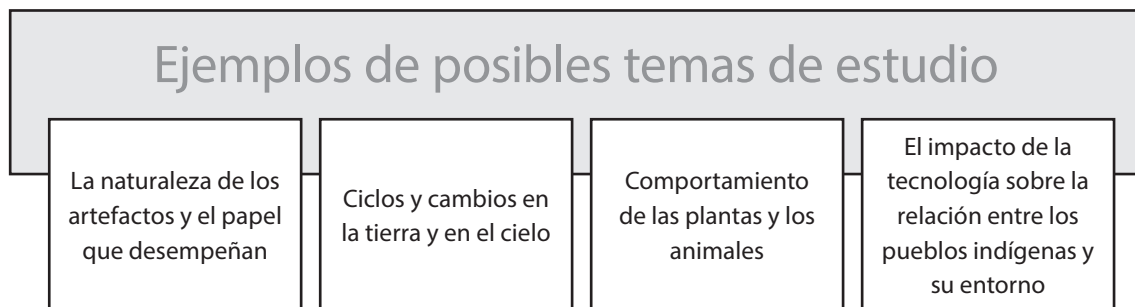 Ejemplos de posibles temas de estudio
La naturaleza de los
artefactos y el papel
que desempeñan
Ciclos y cambios en
la tierra y en el cielo
Comportamiento
de las plantas y los
animales
El impacto de la
tecnología sobre la
relación entre los
pueblos indígenas y
su entorno